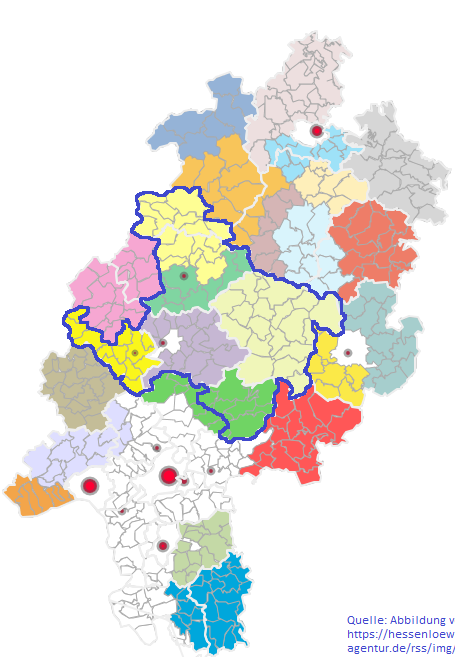 Quelle: Abbildung
https://hessenloew
agentur.de/rss/img/